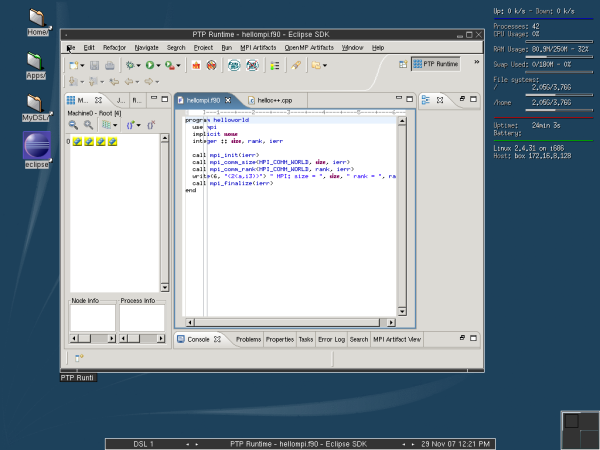 PTP Runtime - hellompi.f90 - Eclipse SDK
File Edit Refactor Navigate Search Project Run MPI Artifacts OpenMP Artifacts Window Help
PTP Runtime
M... J... R...
hellompi.f90 hello++.cpp
Machine0 - Root [4]
0
program helloworld
use mpi
implicit none
integer :: size, rank, ierr
call mpi_init(ierr)
call mpi_comm_size(MPI_COMM_WORLD, size, ierr)
call mpi_comm_rank(MPI_COMM_WORLD, rank, ierr)
write(6, "(2(a,i3))") " MPI: size = ", size, " rank = ", ra
call mpi_finalize(ierr)
end
Node Info Process Info
Console Problems Properties Tasks Error Log Search MPI Artifact View
PTP Runti
Home/
Apps/
MyDSL/
eclipse
Up: 0 k/s - Down: 0 k/s
Processes: 42
CPU Usage: 0%
RAM Usage: 80.9M/250M - 32%
Swap Used: 0/190M - 0%
File systems:
/ 2.05G/3.76G
/home 2.05G/3.76G
Uptime: 24min 3s
Battery:
Linux 2.4.31 on i686
Host: box 172.16.8.128
DSL 1 PTP Runtime - hellompi.f90 - Eclipse SDK 29 Nov 07 12:21 PM